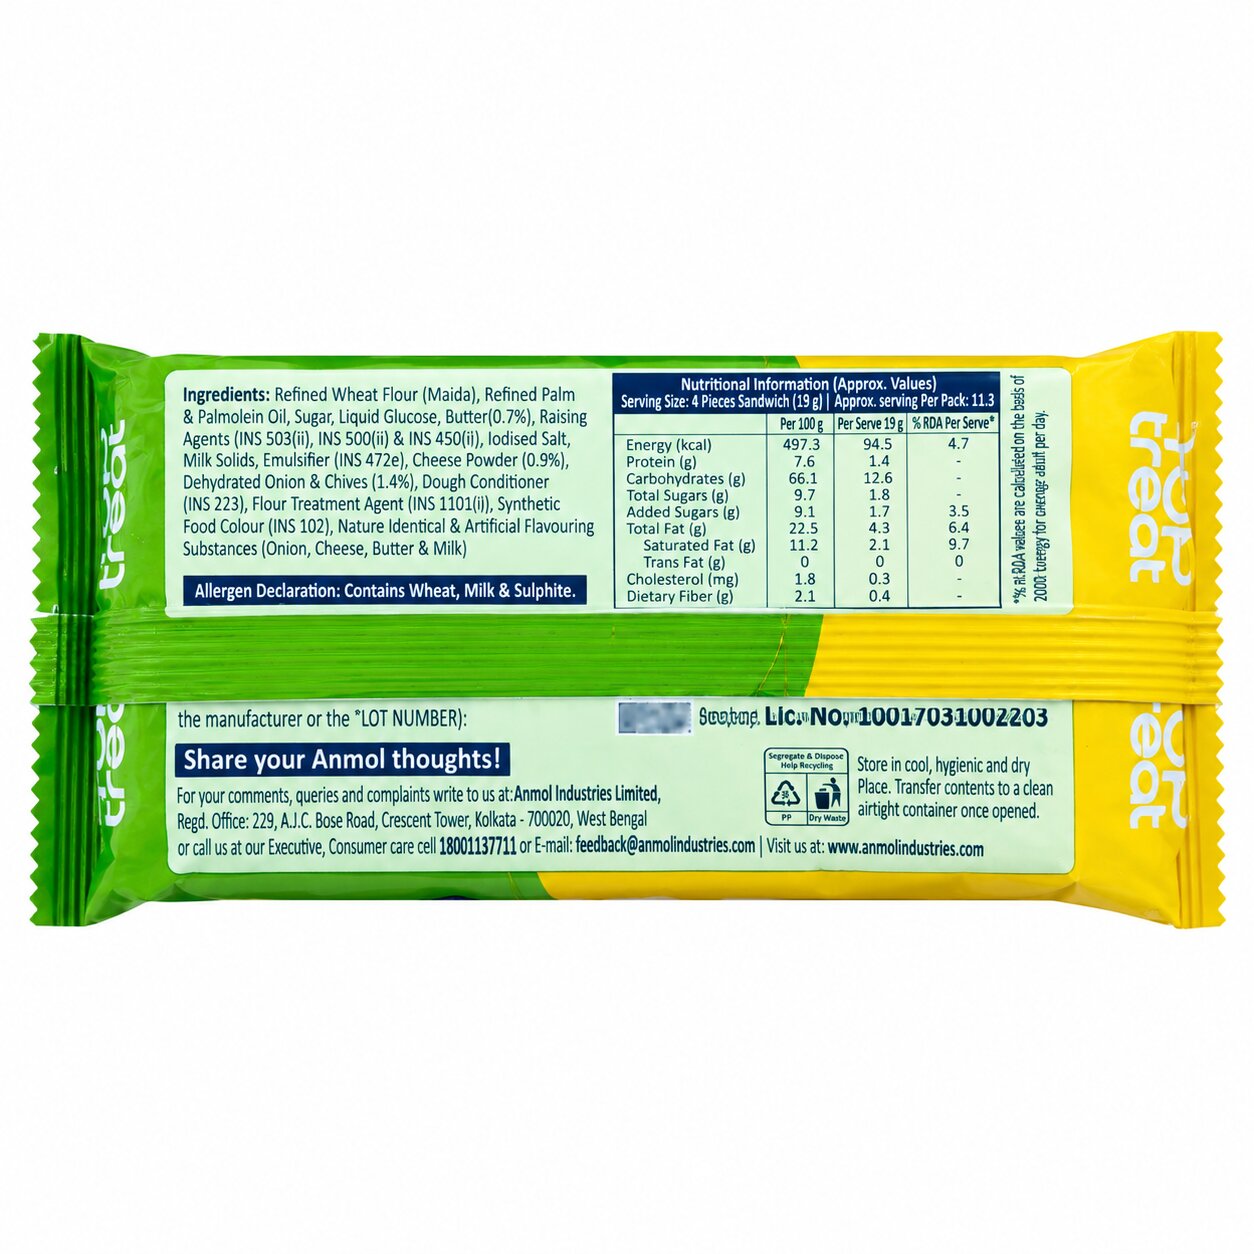 Ingredients: Refined Wheat Flour (Maida), Refined Palm
& Palmolein Oil, Sugar, Liquid Glucose, Butter(0.7%), Raising
Agents (INS 503(ii), INS 500(ii) & INS 450(ii), Iodised Salt,
Milk Solids, Emulsifier (INS 472e), Cheese Powder (0.9%),
Dehydrated Onion & Chives (1.4%), Dough Conditioner
(INS 223), Flour Treatment Agent (INS 1101(i)), Synthetic
Food Colour (INS 102), Nature Identical & Artificial Flavouring
Substances (Onion, Cheese, Butter & Milk)
Allergen Declaration: Contains Wheat, Milk & Sulphite.
Nutritional Information (Approx. Values)
Serving Size: 4 Pieces Sandwich (19 g) | Approx. serving Per Pack: 11.3
Per 100 g Per Serve 19 g % RDA Per Serve*
Energy (kcal) 497.3 94.5 4.7
Protein (g) 7.6 1.4 -
Carbohydrates (g) 66.1 12.6 -
Total Sugars (g) 9.7 1.8 -
Added Sugars (g) 9.1 1.7 3.5
Total Fat (g) 22.5 4.3 6.4
Saturated Fat (g) 11.2 2.1 9.7
Trans Fat (g) 0 0 0
Cholesterol (mg) 1.8 0.3 -
Dietary Fiber (g) 2.1 0.4 -
are calculated on the basis of
for average adult per day.
TOP
treat
treat
the manufacturer or the *LOT NUMBER):
Lic. No. 10017031002203
Share your Anmol thoughts!
For your comments, queries and complaints write to us at:Anmol Industries Limited,
Regd. Office: 229, A.J.C. Bose Road, Crescent Tower, Kolkata - 700020, West Bengal
or call us at our Executive, Consumer care cell 18001137711 or E-mail: feedback@anmolindustries.com | Visit us at: www.anmolindustries.com
Segregate & Dispose
Help Recycling
PP
Dry Waste
Store in cool, hygienic and dry
Place. Transfer contents to a clean
airtight container once opened.
treat